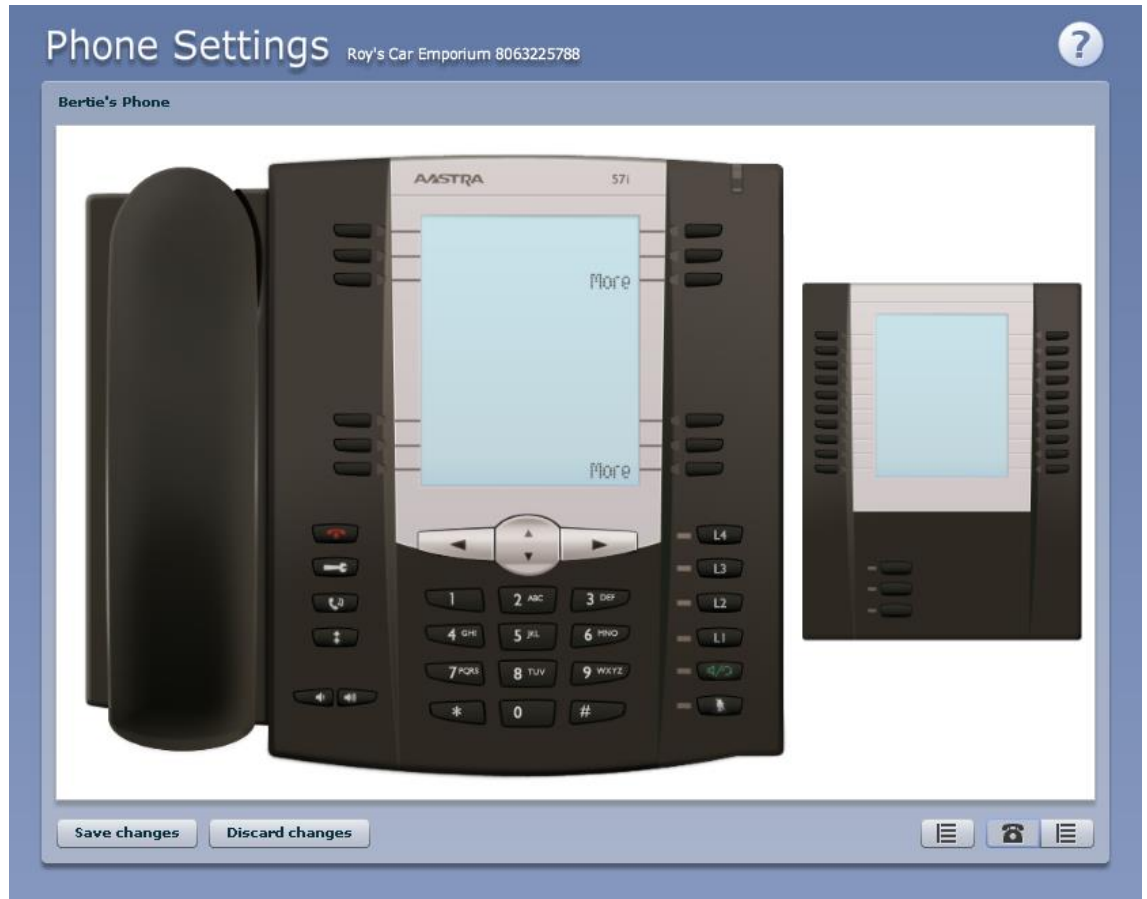 Phone Settings Roy's Car Emporium 8063225788
?
Bertie's Phone
AASTRA 57i
More
More
L4
L3
1 2 ABC 3 DEF
L2
4 GHI 5 JKL 6 MNO
L1
7 PQRS 8 TUV 9 WXYZ
* 0 #
Save changes Discard changes